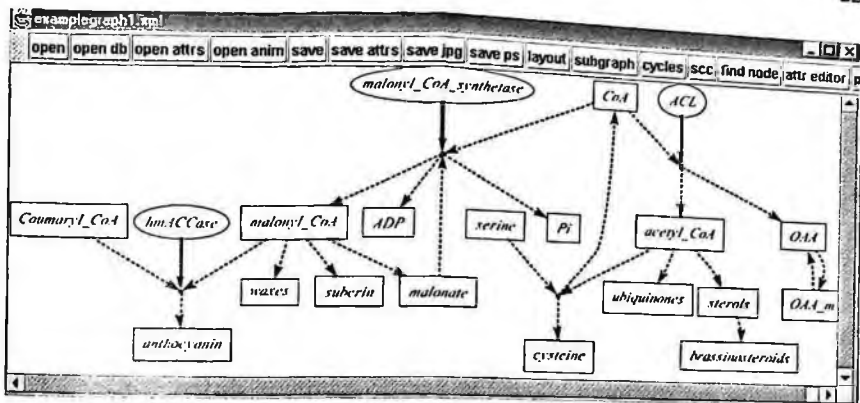 examplegraph1.xml
open open db open attrs open anim save save attrs save jpg save ps layout subgraph cycles scc find node attr editor p
malonyl_CoA_synthetase CoA ACL
Coumaryl_CoA hmACCase malonyl_CoA ADP serine Pi acetyl_CoA OAA
waxes suberin malonate ubiquinones sterols OAA_m
anthocyanin cysteine brassinosteroids